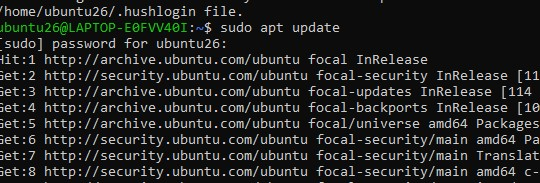 /home/ubuntu26/.hushlogin file.
ubuntu26@LAPTOP-E0FVV40I:~$ sudo apt update
[sudo] password for ubuntu26:
Hit:1 http://archive.ubuntu.com/ubuntu focal InRelease
Get:2 http://security.ubuntu.com/ubuntu focal-security InRelease [11
Get:3 http://archive.ubuntu.com/ubuntu focal-updates InRelease [114
Get:4 http://archive.ubuntu.com/ubuntu focal-backports InRelease [10
Get:5 http://archive.ubuntu.com/ubuntu focal/universe amd64 Packages
Get:6 http://security.ubuntu.com/ubuntu focal-security/main amd64 Pa
Get:7 http://security.ubuntu.com/ubuntu focal-security/main Translat
Get:8 http://security.ubuntu.com/ubuntu focal-security/main amd64 c-